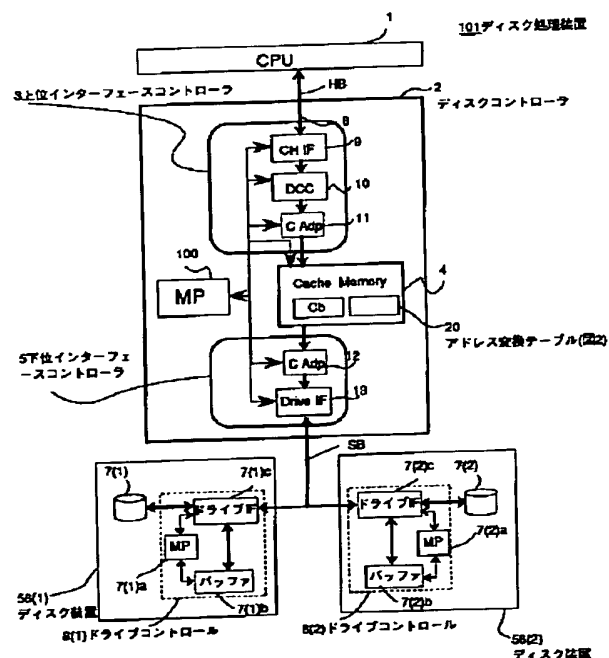 101ディスク処理装置
1
CPU
HB
2
ディスクコントローラ
3上位インターフェースコントローラ
8
CH IF
9
DCC
10
C Adp
11
100
MP
Cache Memory
4
Cb
20
アドレス変換テーブル(図2)
5下位インターフェ
ースコントローラ
C Adp
12
Drive IF
13
SB
7(1)
7(1)c
ドライブIF
MP
7(1)a
バッファ
7(1)b
56(1)
ディスク装置
6(1)ドライブコントロール
7(2)c
7(2)
ドライブIF
MP
7(2)a
バッファ
7(2)b
6(2)ドライブコントロール
56(2)
ディスク装置